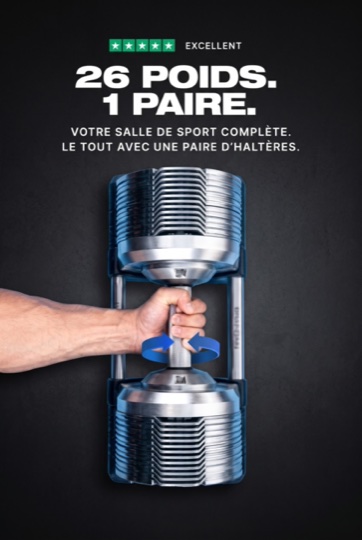 EXCELLENT
26 POIDS.
1 PAIRE.
VOTRE SALLE DE SPORT COMPLÈTE.
LE TOUT AVEC UNE PAIRE D'HALTÈRES.